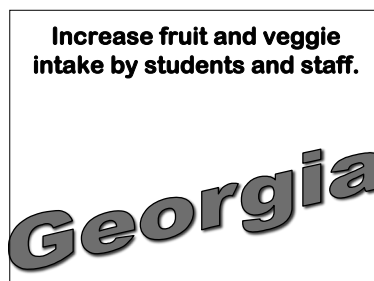 Increase fruit and veggie
intake by students and staff.
Georgia